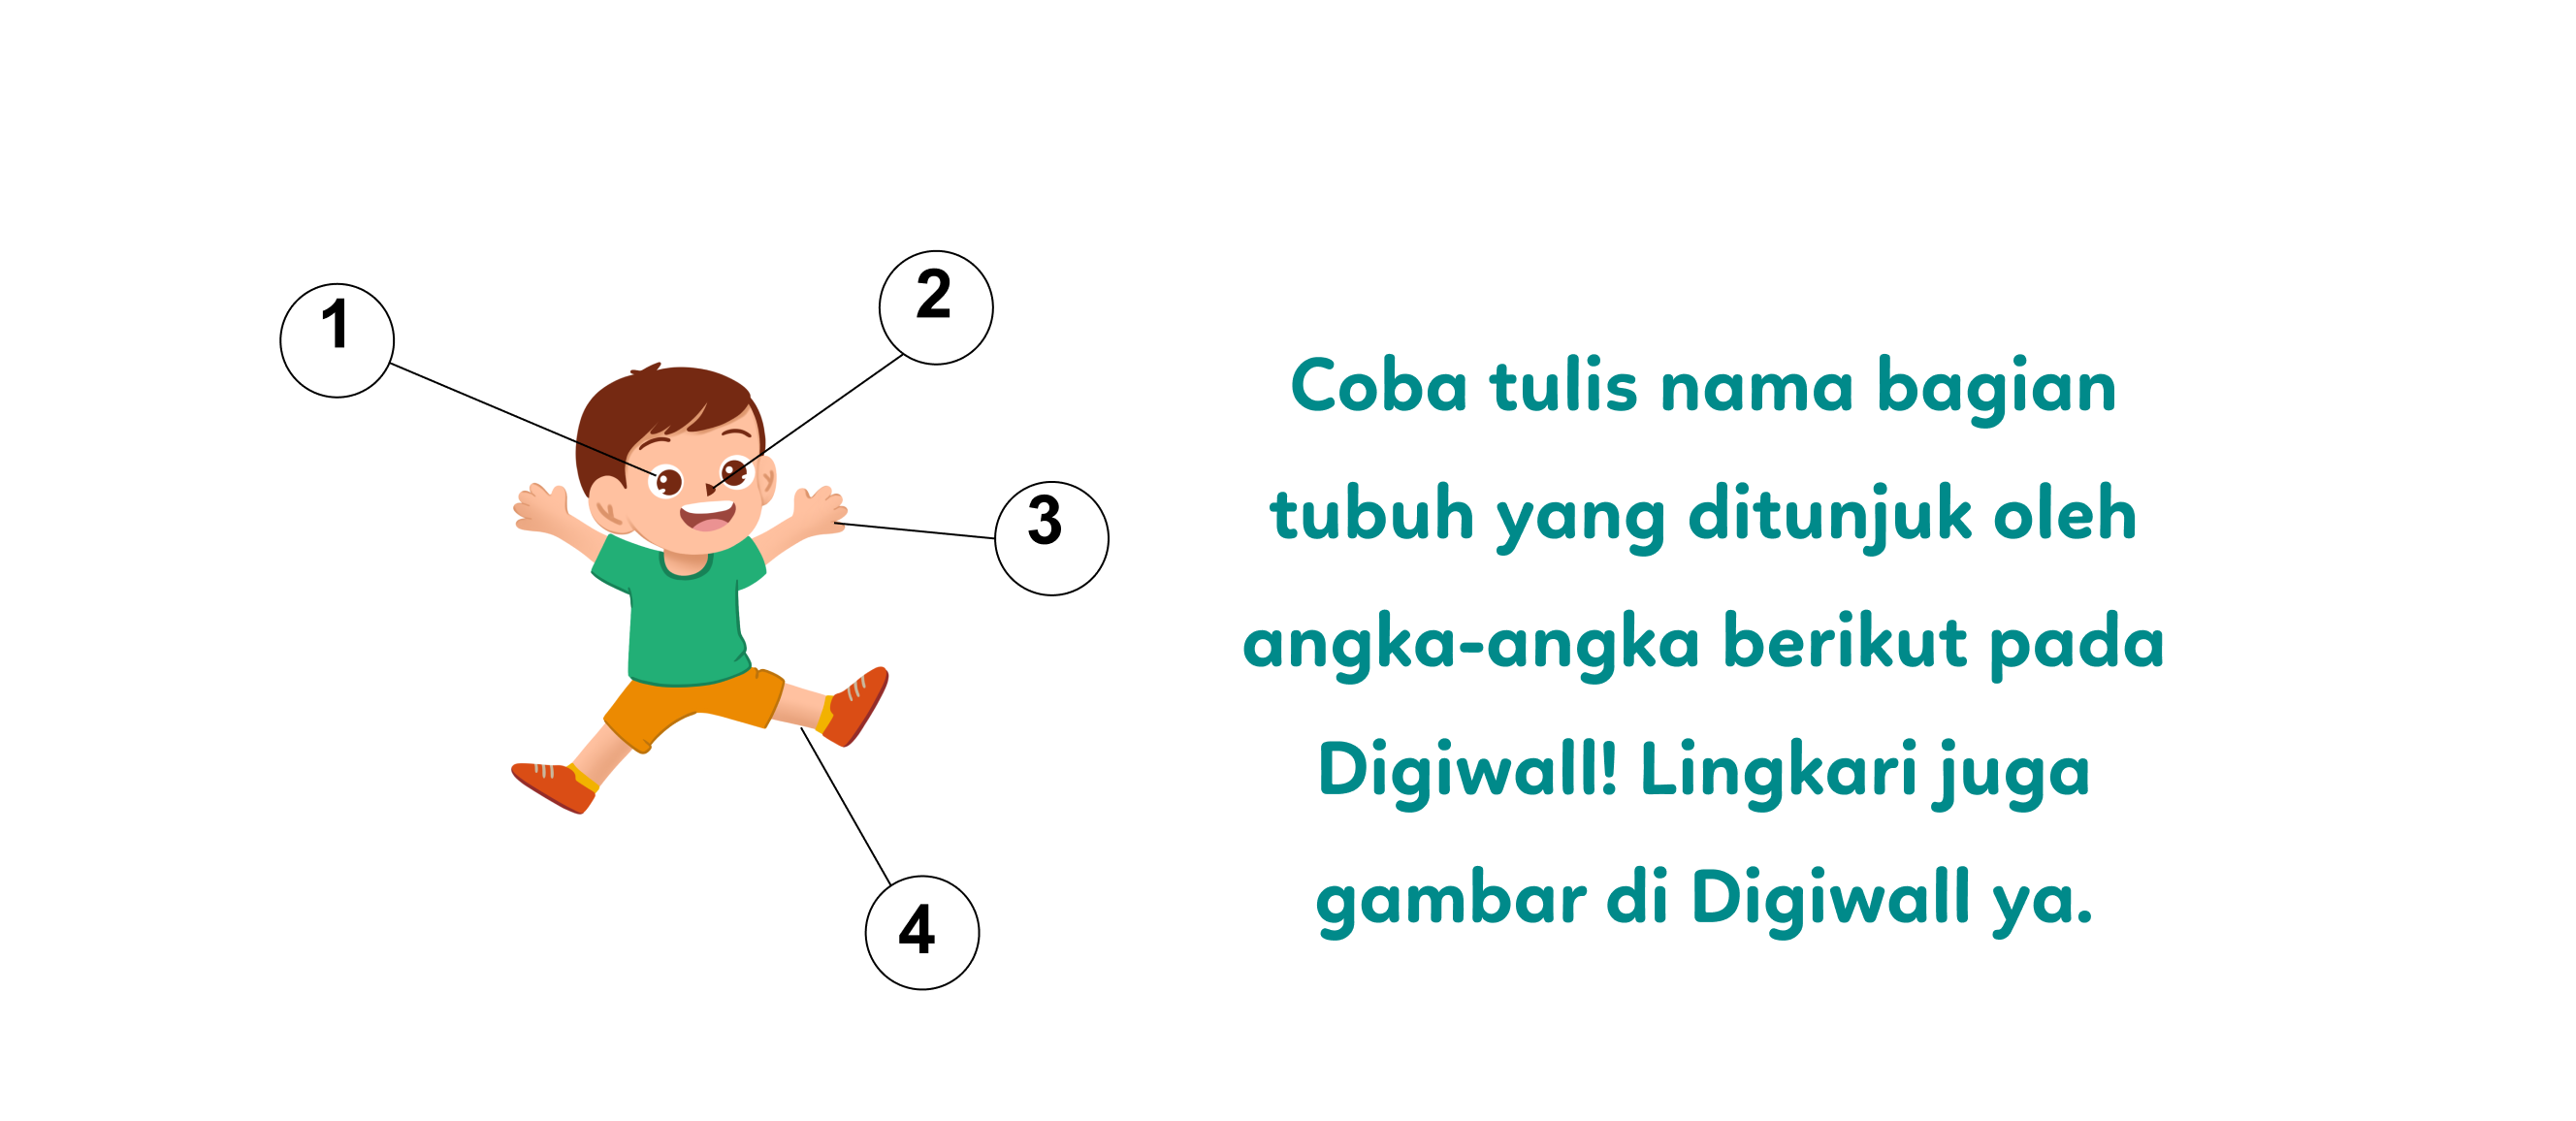 1
2
3
4
Coba tulis nama bagian
tubuh yang ditunjuk oleh
angka-angka berikut pada
Digiwall! Lingkari juga
gambar di Digiwall ya.